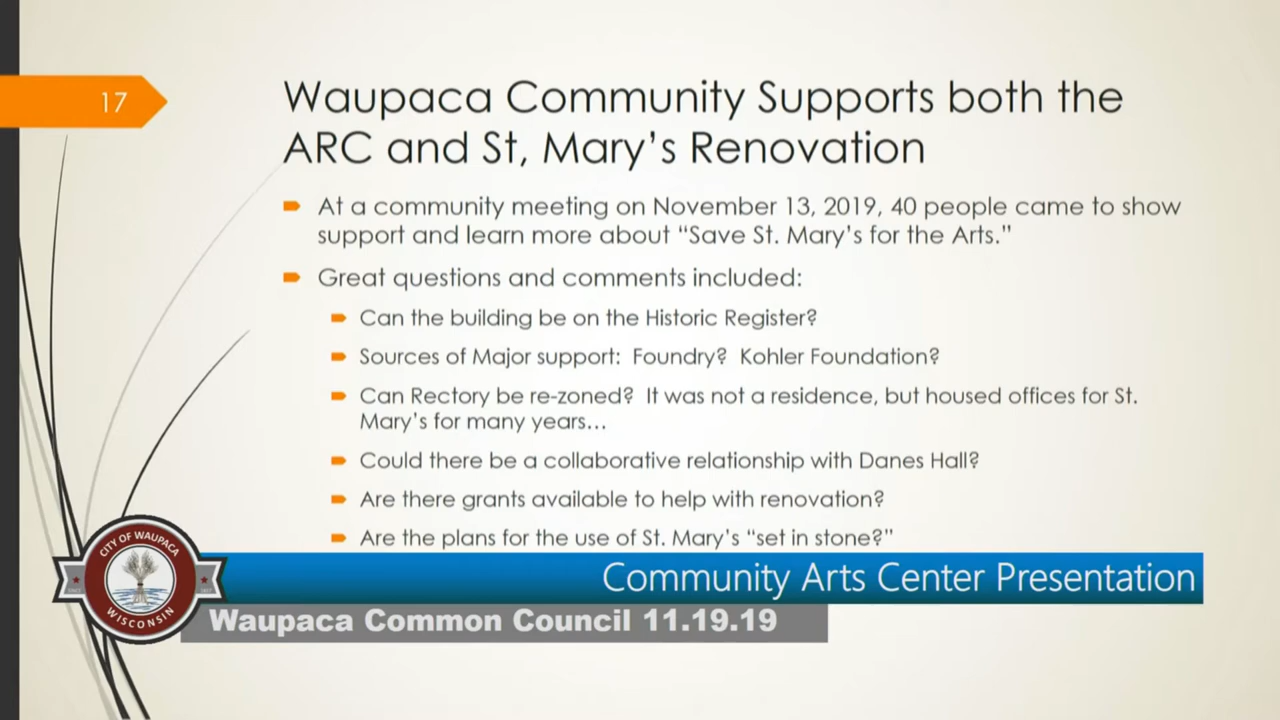 17
Waupaca Community Supports both the
ARC and St, Mary's Renovation
At a community meeting on November 13, 2019, 40 people came to show
support and learn more about "Save St. Mary's for the Arts."
Great questions and comments included:
Can the building be on the Historic Register?
Sources of Major support: Foundry? Kohler Foundation?
Can Rectory be re-zoned? It was not a residence, but housed offices for St.
Mary's for many years...
Could there be a collaborative relationship with Danes Hall?
Are there grants available to help with renovation?
Are the plans for the use of St. Mary's "set in stone?"
CITY OF WAUPACA
WISCONSIN
Community Arts Center Presentation
Waupaca Common Council 11.19.19